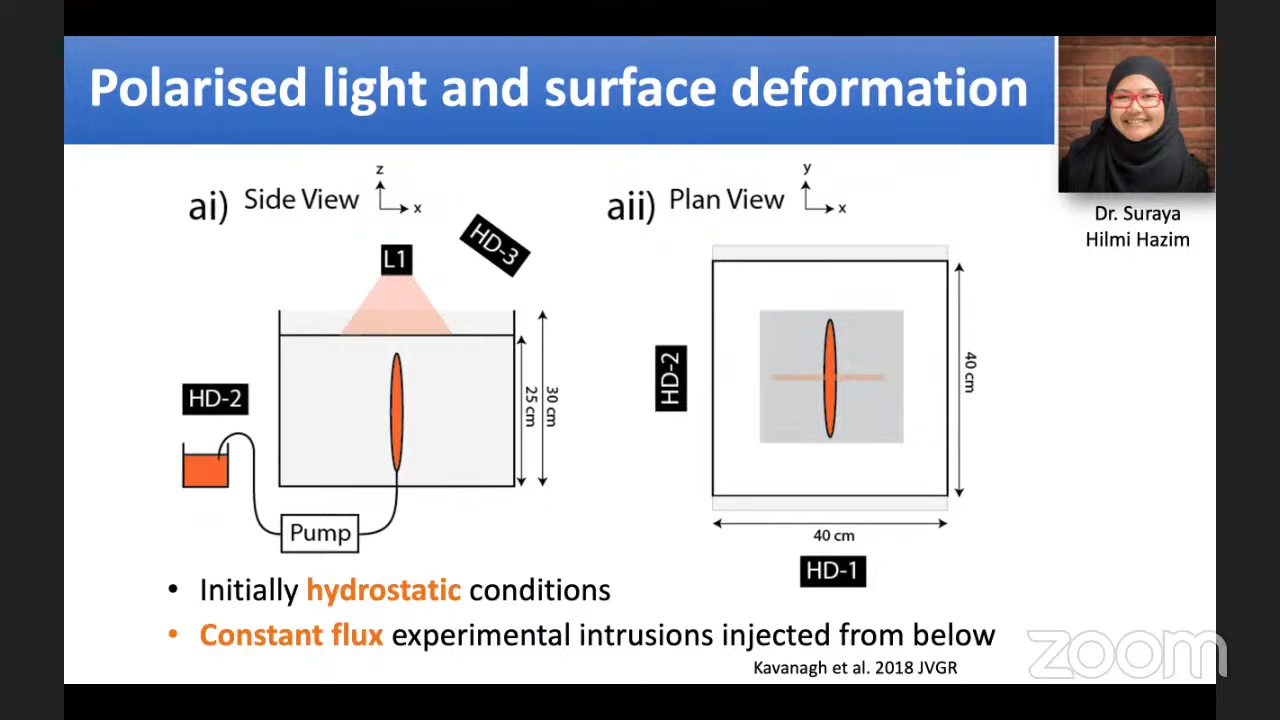 Polarised light and surface deformation
Dr. Suraya
Hilmi Hazim
ai) Side View
z
x
L1
HD-3
HD-2
25 cm
30 cm
Pump
aii) Plan View
y
x
HD-2
40 cm
40 cm
HD-1
• Initially hydrostatic conditions
• Constant flux experimental intrusions injected from below
Kavanagh et al. 2018 JVGR
zoom